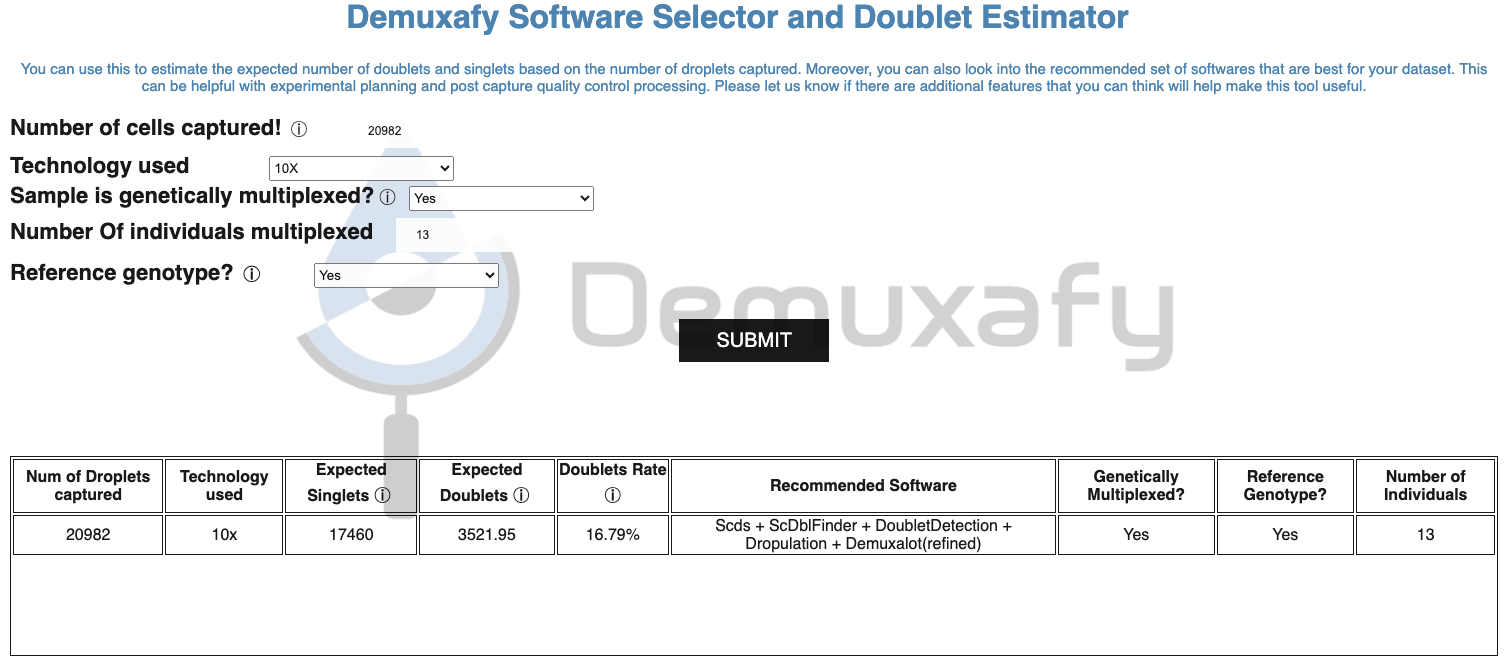 Demuxafy Software Selector and Doublet Estimator
You can use this to estimate the expected number of doublets and singlets based on the number of droplets captured. Moreover, you can also look into the recommended set of softwares that are best for your dataset. This
can be helpful with experimental planning and post capture quality control processing. Please let us know if there are additional features that you can think will help make this tool useful.
Number of cells captured! ⓘ 20982
Technology used 10X
Sample is genetically multiplexed? ⓘ Yes
Number Of individuals multiplexed 13
Reference genotype? ⓘ Yes
Demuxafy
SUBMIT
Num of Droplets captured Technology used Expected Singlets ⓘ Expected Doublets ⓘ Doublets Rate ⓘ Recommended Software Genetically Multiplexed? Reference Genotype? Number of Individuals
20982 10x 17460 3521.95 16.79% Scds + ScDblFinder + DoubletDetection + Dropulation + Demuxalot(refined) Yes Yes 13